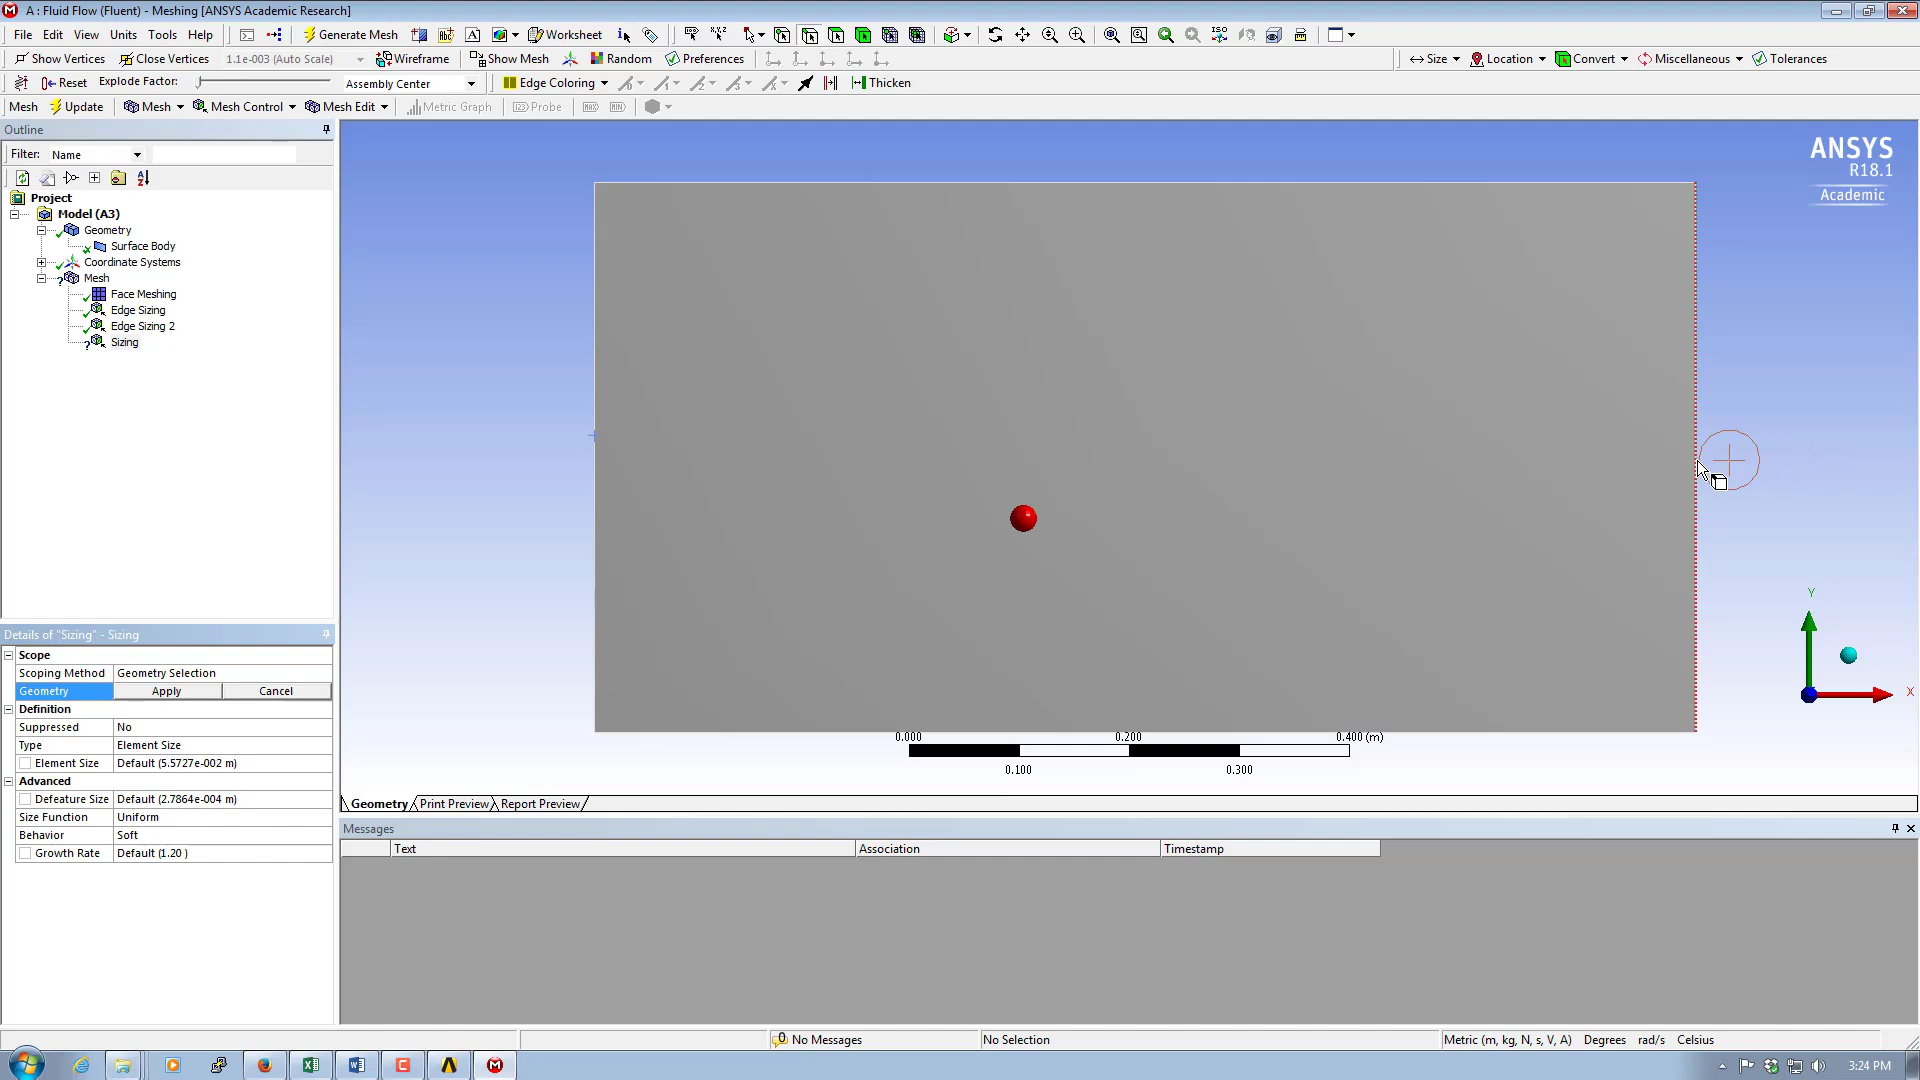 A : Fluid Flow (Fluent) - Meshing [ANSYS Academic Research]
File Edit View Units Tools Help Generate Mesh Worksheet
Show Vertices Close Vertices 1.1e-003 (Auto Scale) Wireframe Show Mesh Random Preferences Size Location Convert Miscellaneous Tolerances
Reset Explode Factor: Assembly Center Edge Coloring Thicken
Mesh Update Mesh Mesh Control Mesh Edit Metric Graph Probe
Outline
Filter: Name
Project
Model (A3)
Geometry
Surface Body
Coordinate Systems
Mesh
Face Meshing
Edge Sizing
Edge Sizing 2
Sizing
ANSYS
R18.1
Academic
Y
X
0.000 0.200 0.400 (m)
0.100 0.300
Details of "Sizing" - Sizing
Scope
Scoping Method Geometry Selection
Geometry Apply Cancel
Definition
Suppressed No
Type Element Size
Element Size Default (5.5727e-002 m)
Advanced
Defeature Size Default (2.7864e-004 m)
Size Function Uniform
Behavior Soft
Growth Rate Default (1.20 )
Geometry Print Preview Report Preview
Messages
Text Association Timestamp
No Messages No Selection Metric (m, kg, N, s, V, A) Degrees rad/s Celsius
3:24 PM